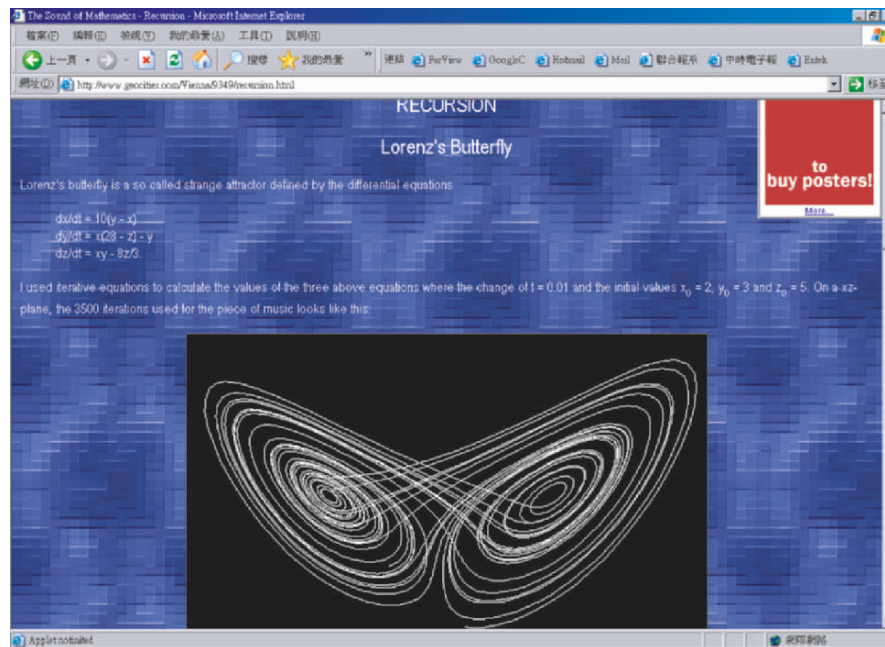 The Sound of Mathematics - Recursion - Microsoft Internet Explorer
檔案(F) 編輯(E) 檢視(V) 我的最愛(A) 工具(T) 說明(H)
上一頁 搜尋 我的最愛 » 連結 PerView GoogleC Hotmail Mail 聯合報系 中時電子報 Entek
網址(D) http://www.geocities.com/Vienna/9349/recursion.html 移至
RECURSION
Lorenz's Butterfly
to
buy posters!
More...
Lorenz's butterfly is a so called strange attractor defined by the differential equations
dx/dt = 10(y - x)
dy/dt = x(28 - z) - y
dz/dt = xy - 8z/3.
I used iterative equations to calculate the values of the three above equations where the change of t = 0.01 and the initial values x₀ = 2, y₀ = 3 and z₀ = 5. On a xz-
plane, the 3500 iterations used for the piece of music looks like this:
Applet notinited 網際網路